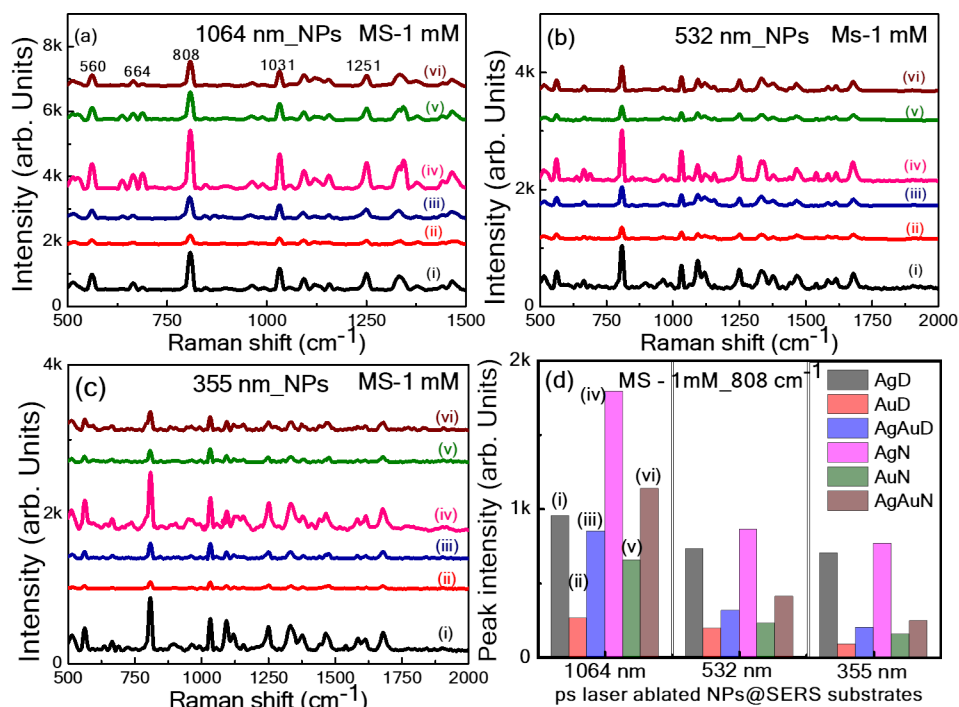 (a) 1064 nm_NPs MS-1 mM
560 664 808 1031 1251
(vi)
(v)
(iv)
(iii)
(ii)
(i)
8k
6k
4k
2k
0
Intensity (arb. Units)
500 750 1000 1250 1500
Raman shift (cm-1)
(b) 532 nm_NPs Ms-1 mM
(vi)
(v)
(iv)
(iii)
(ii)
(i)
4k
2k
0
Intensity (arb. Units)
500 750 1000 1250 1500 1750 2000
Raman shift (cm-1)
(c) 355 nm_NPs MS-1 mM
(vi)
(v)
(iv)
(iii)
(ii)
(i)
4k
2k
0
Intensity (arb. Units)
500 750 1000 1250 1500 1750 2000
Raman shift (cm-1)
(d) MS - 1mM_808 cm-1
AgD
AuD
AgAuD
AgN
AuN
AgAuN
(i)
(ii)
(iii)
(iv)
(v)
(vi)
2k
1k
0
Peak intensity (arb. Units)
1064 nm 532 nm 355 nm
ps laser ablated NPs@SERS substrates